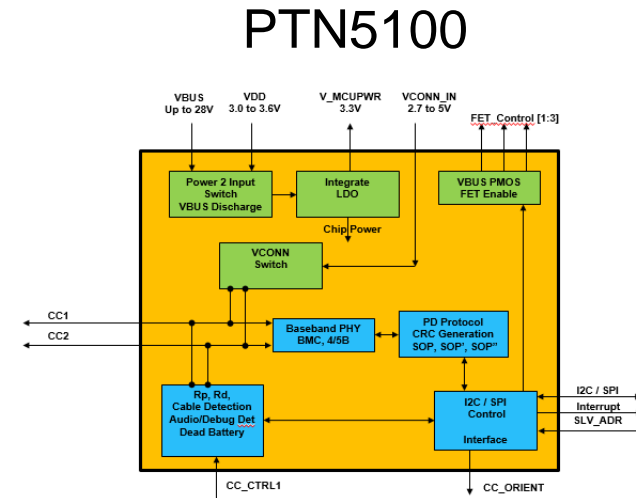 PTN5100
VBUS
Up to 28V
VDD
3.0 to 3.6V
V_MCUPWR
3.3V
VCONN_IN
2.7 to 5V
FET_Control [1:3]
Power 2 Input
Switch
VBUS Discharge
Integrate
LDO
VBUS PMOS
FET Enable
Chip Power
VCONN
Switch
CC1
CC2
Baseband PHY
BMC, 4/5B
PD Protocol
CRC Generation
SOP, SOP', SOP”
Rp, Rd,
Cable Detection
Audio/Debug Det
Dead Battery
I2C / SPI
Control
Interface
I2C / SPI
Interrupt
SLV_ADR
CC_CTRL1
CC_ORIENT